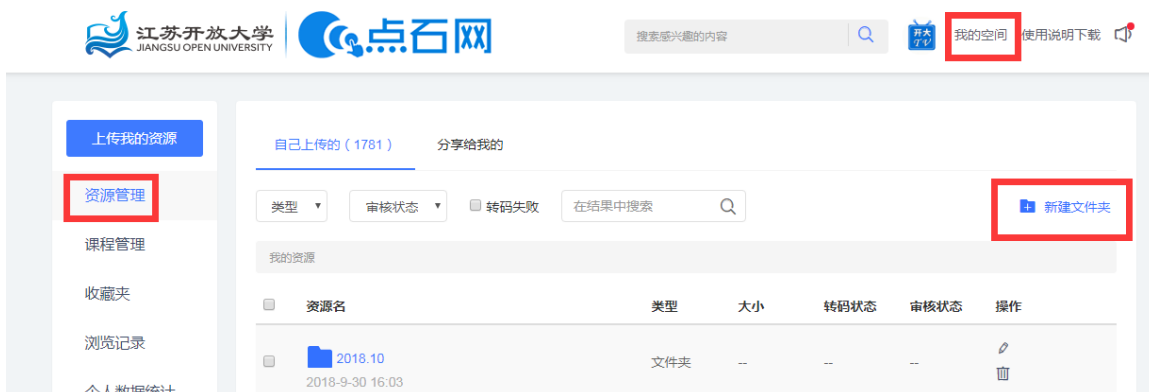 江苏开放大学
JIANGSU OPEN UNIVERSITY
点石网
搜索感兴趣的内容
开大
TV
我的空间
使用说明下载
上传我的资源
资源管理
课程管理
收藏夹
浏览记录
个人数据统计
自己上传的（1781）
分享给我的
类型
审核状态
转码失败
在结果中搜索
新建文件夹
我的资源
资源名 类型 大小 转码状态 审核状态 操作
2018.10 文件夹 -- -- --
2018-9-30 16:03